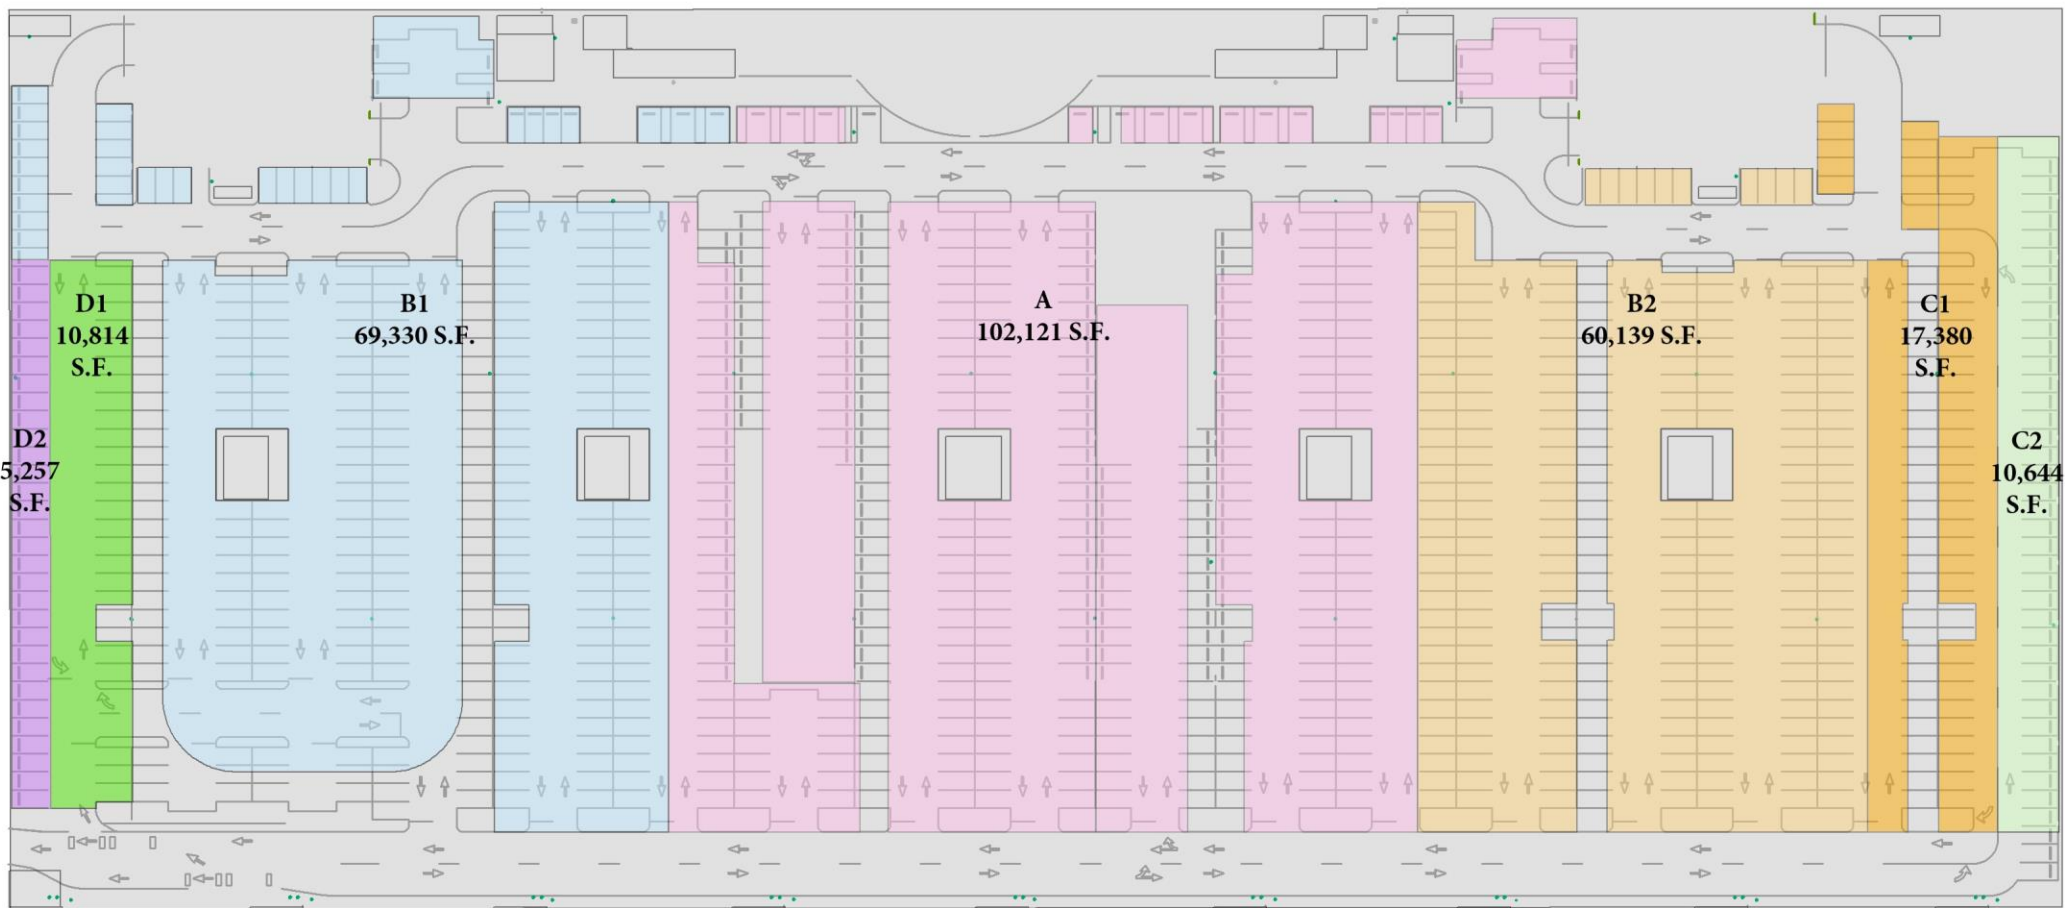 D1
10,814
S.F.
B1
69,330 S.F.
A
102,121 S.F.
B2
60,139 S.F.
C1
17,380
S.F.
D2
5,257
S.F.
C2
10,644
S.F.